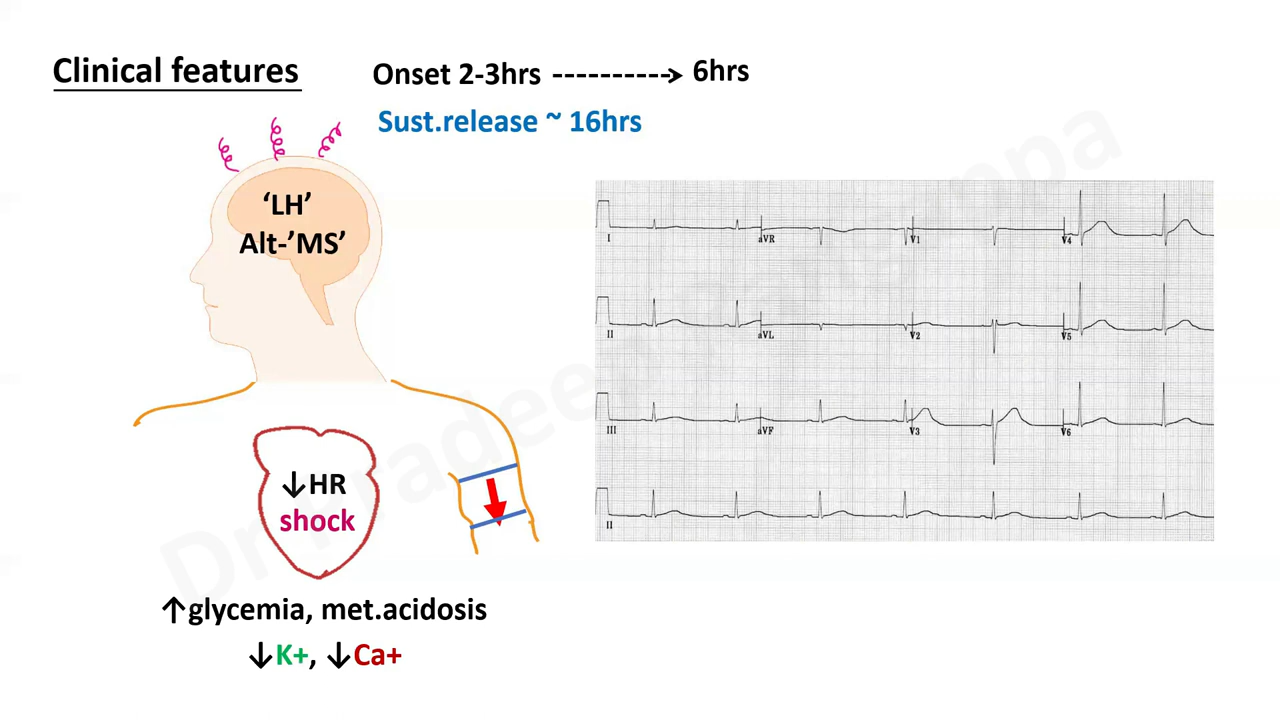 Clinical features
Onset 2-3hrs ----------> 6hrs
Sust.release ~ 16hrs
‘LH’
Alt-’MS’
↓HR
shock
↑glycemia, met.acidosis
↓K+, ↓Ca+
I aVR V1 V4
II aVL V2 V5
III aVF V3 V6
II